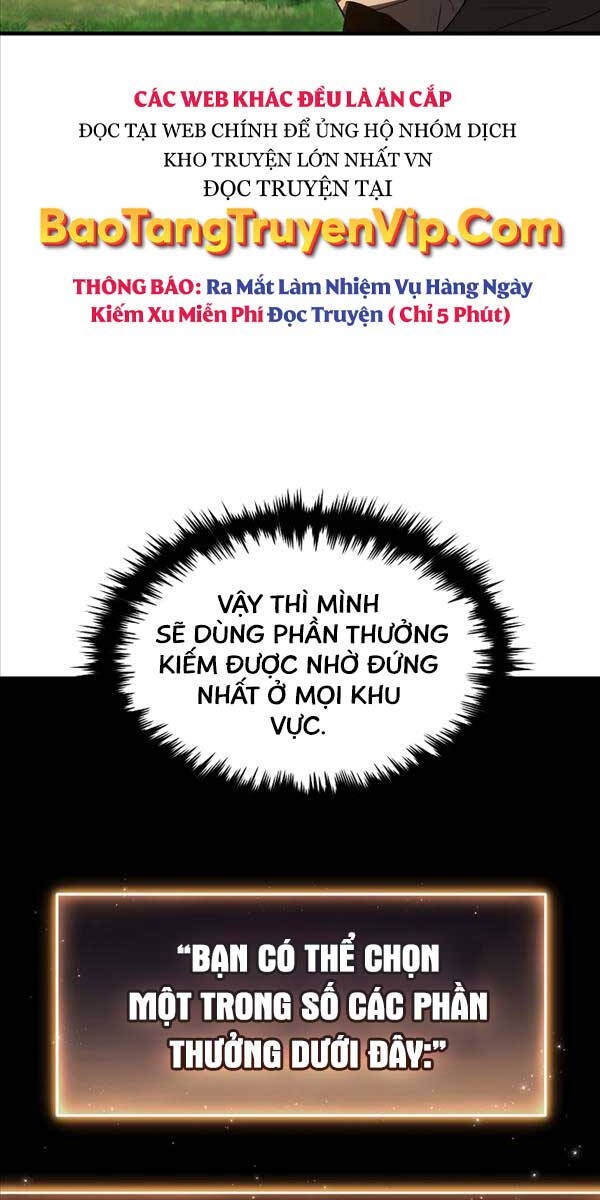 CÁC WEB KHÁC ĐỀU LÀ ĂN CẮP
ĐỌC TẠI WEB CHÍNH ĐỂ ỦNG HỘ NHÓM DỊCH
KHO TRUYỆN LỚN NHẤT VN
ĐỌC TRUYỆN TẠI
BaoTangTruyenVip.Com
THÔNG BÁO: Ra Mắt Làm Nhiệm Vụ Hàng Ngày
Kiếm Xu Miễn Phí Đọc Truyện ( Chỉ 5 Phút)
VẬY THÌ MÌNH
SẼ DÙNG PHẦN THƯỞNG
KIẾM ĐƯỢC NHỜ ĐỨNG
NHẤT Ở MỌI KHU
VỰC.
“BẠN CÓ THỂ CHỌN
MỘT TRONG SỐ CÁC PHẦN
THƯỞNG DƯỚI ĐÂY:”